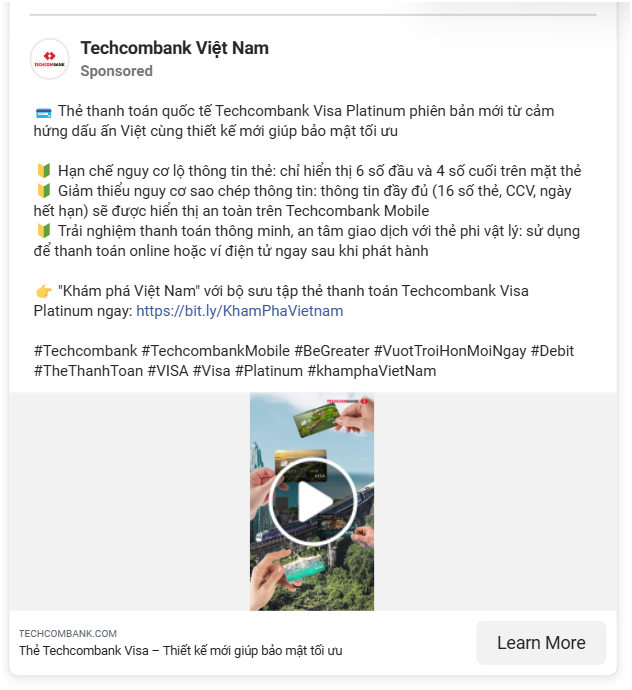 TECHCOMBANK
Techcombank Việt Nam
Sponsored
💳 Thẻ thanh toán quốc tế Techcombank Visa Platinum phiên bản mới từ cảm
hứng dấu ấn Việt cùng thiết kế mới giúp bảo mật tối ưu
🔰 Hạn chế nguy cơ lộ thông tin thẻ: chỉ hiển thị 6 số đầu và 4 số cuối trên mặt thẻ
🔰 Giảm thiểu nguy cơ sao chép thông tin: thông tin đầy đủ (16 số thẻ, CCV, ngày
hết hạn) sẽ được hiển thị an toàn trên Techcombank Mobile
🔰 Trải nghiệm thanh toán thông minh, an tâm giao dịch với thẻ phi vật lý: sử dụng
để thanh toán online hoặc ví điện tử ngay sau khi phát hành
👉 "Khám phá Việt Nam" với bộ sưu tập thẻ thanh toán Techcombank Visa
Platinum ngay: https://bit.ly/KhamPhaVietnam
#Techcombank #TechcombankMobile #BeGreater #VuotTroiHonMoiNgay #Debit
#TheThanhToan #VISA #Visa #Platinum #khamphaVietNam
TECHCOMBANK
VISA
TECHCOMBANK.COM
Thẻ Techcombank Visa – Thiết kế mới giúp bảo mật tối ưu
Learn More